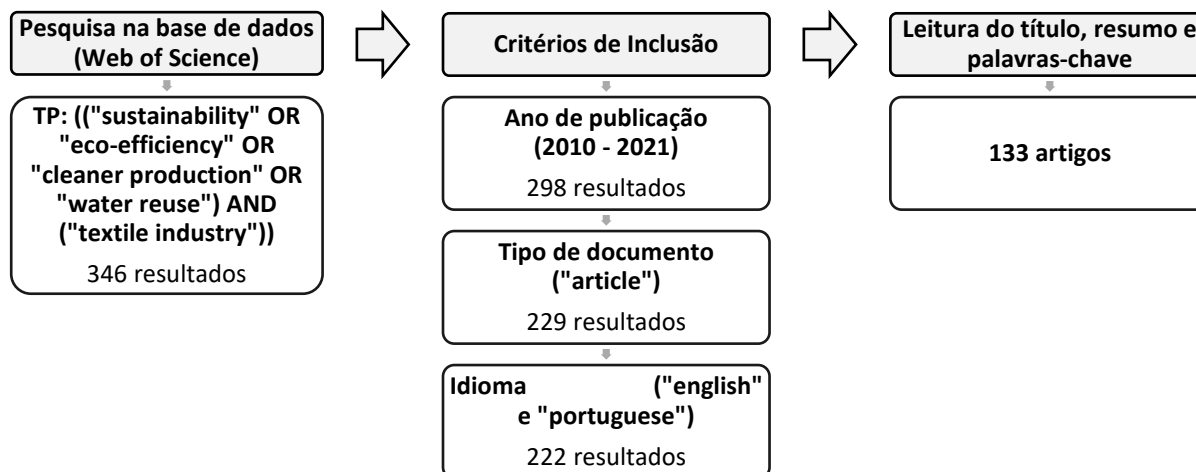 Pesquisa na base de dados
(Web of Science)
TP: (("sustainability" OR
"eco-efficiency" OR
"cleaner production" OR
"water reuse") AND
("textile industry"))
346 resultados
Critérios de Inclusão
Ano de publicação
(2010 - 2021)
298 resultados
Tipo de documento
("article")
229 resultados
Idioma ("english"
e "portuguese")
222 resultados
Leitura do título, resumo e
palavras-chave
133 artigos